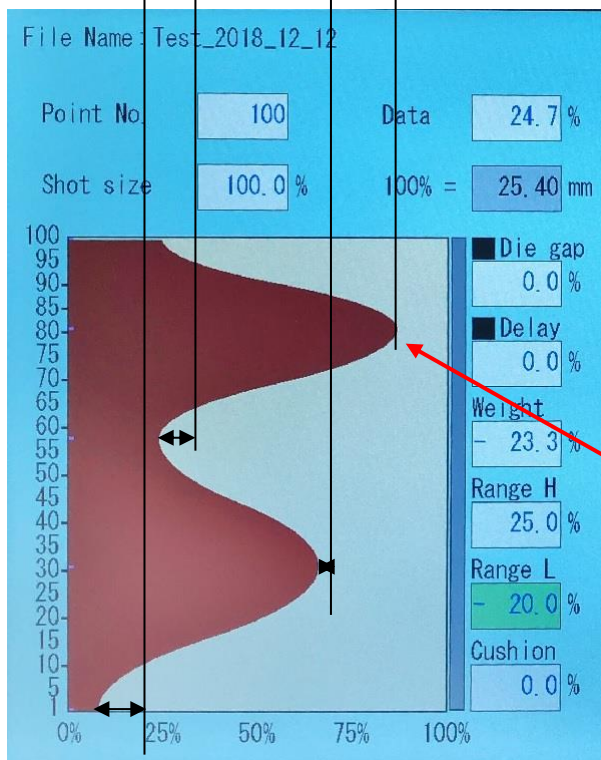 File Name:Test_2018_12_12
Point No. 100 Data 24.7 %
Shot size 100.0 % 100% = 25.40 mm
100
95
90
85
80
75
70
65
60
55
50
45
40
35
30
25
20
15
10
5
1
0% 25% 50% 75% 100%
Die gap
0.0 %
Delay
0.0 %
Weight
- 23.3 %
Range H
25.0 %
Range L
- 20.0 %
Cushion
0.0 %